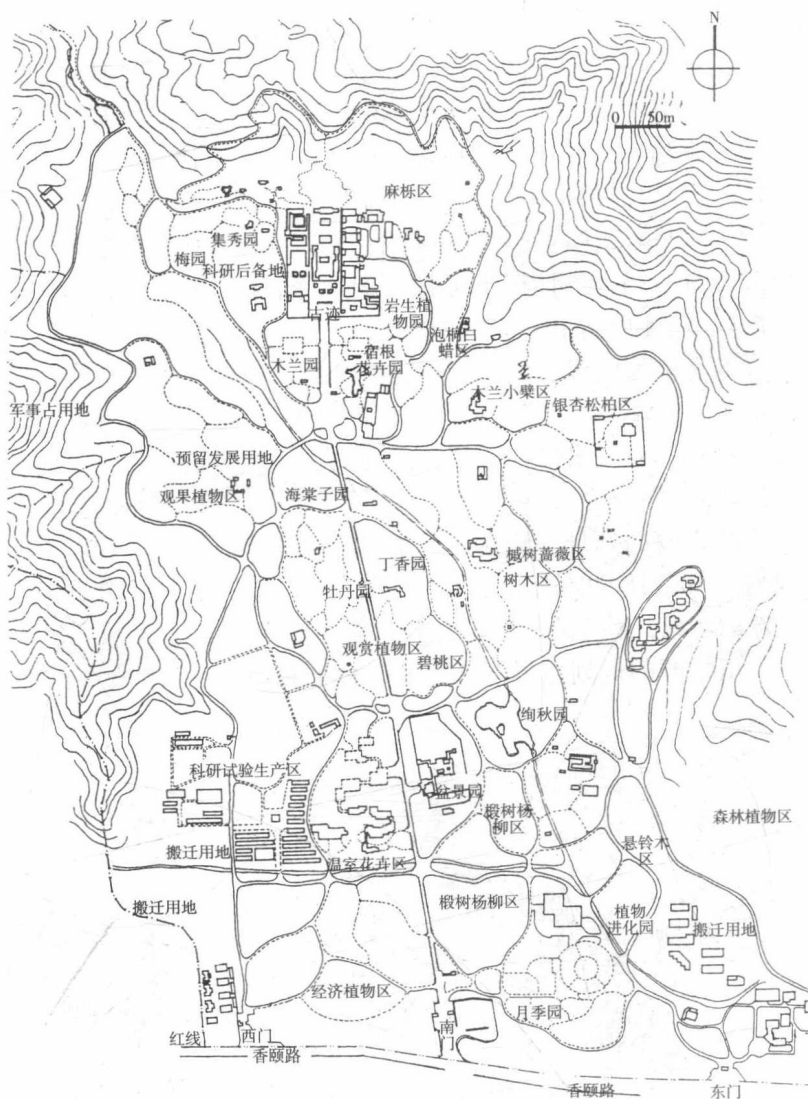 N
0 50m
麻栎区
集秀园
梅园
科研后备地
岩生植
物园
古迹
泡桐白
蜡区
木兰园
宿根
花卉园
木兰小檗区
银杏松柏区
军事占用地
预留发展用地
观果植物区
海棠子园
丁香园
槭树蔷薇区
树木区
牡丹园
观赏植物区
碧桃区
绚秋园
科研试验生产区
盆景园
椴树杨
柳区
森林植物区
悬铃木
区
搬迁用地
温室花卉区
搬迁用地
椴树杨柳区
植物
进化园
搬迁用地
经济植物区
月季园
红线
西门
南
门
香颐路
香颐路
东门